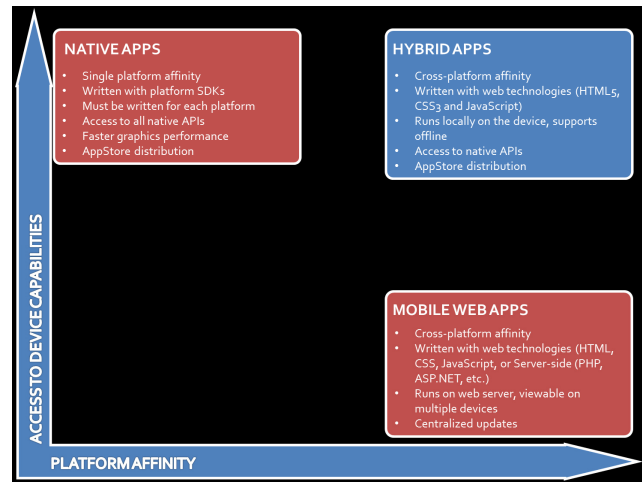 NATIVE APPS
• Single platform affinity
• Written with platform SDKs
• Must be written for each platform
• Access to all native APIs
• Faster graphics performance
• AppStore distribution
HYBRID APPS
• Cross-platform affinity
• Written with web technologies (HTML5,
CSS3 and JavaScript)
• Runs locally on the device, supports
offline
• Access to native APIs
• AppStore distribution
MOBILE WEB APPS
• Cross-platform affinity
• Written with web technologies (HTML,
CSS, JavaScript, or Server-side (PHP,
ASP.NET, etc.)
• Runs on web server, viewable on
multiple devices
• Centralized updates
ACCESS TO DEVICE CAPABILITIES
PLATFORM AFFINITY